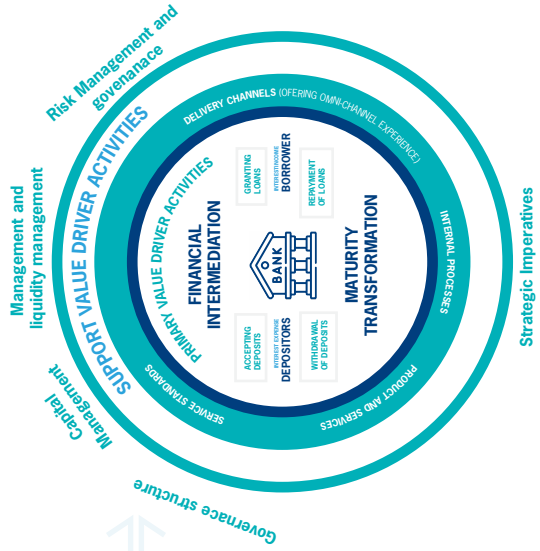 Risk Management and
govenanace
Management and
liquidity management
Capital
Management
Governace structure
Strategic Imperatives
SUPPORT VALUE DRIVER ACTIVITIES
DELIVERY CHANNELS (OFERING OMNI-CHANNEL EXPERIENCE)
INTERNAL PROCESSES
PRODUCT AND SERVICES
SERVICE STANDARDS
PRIMARY VALUE DRIVER ACTIVITIES
FINANCIAL
INTERMEDIATION
ACCEPTING
DEPOSITS
INTEREST EXPENSE
DEPOSITORS
WITHDRAWAL
OF DEPOSITS
BANK
GRANTING
LOANS
INTERESTINCOME
BORROWER
REPAYMENT
OF LOANS
MATURITY
TRANSFORMATION